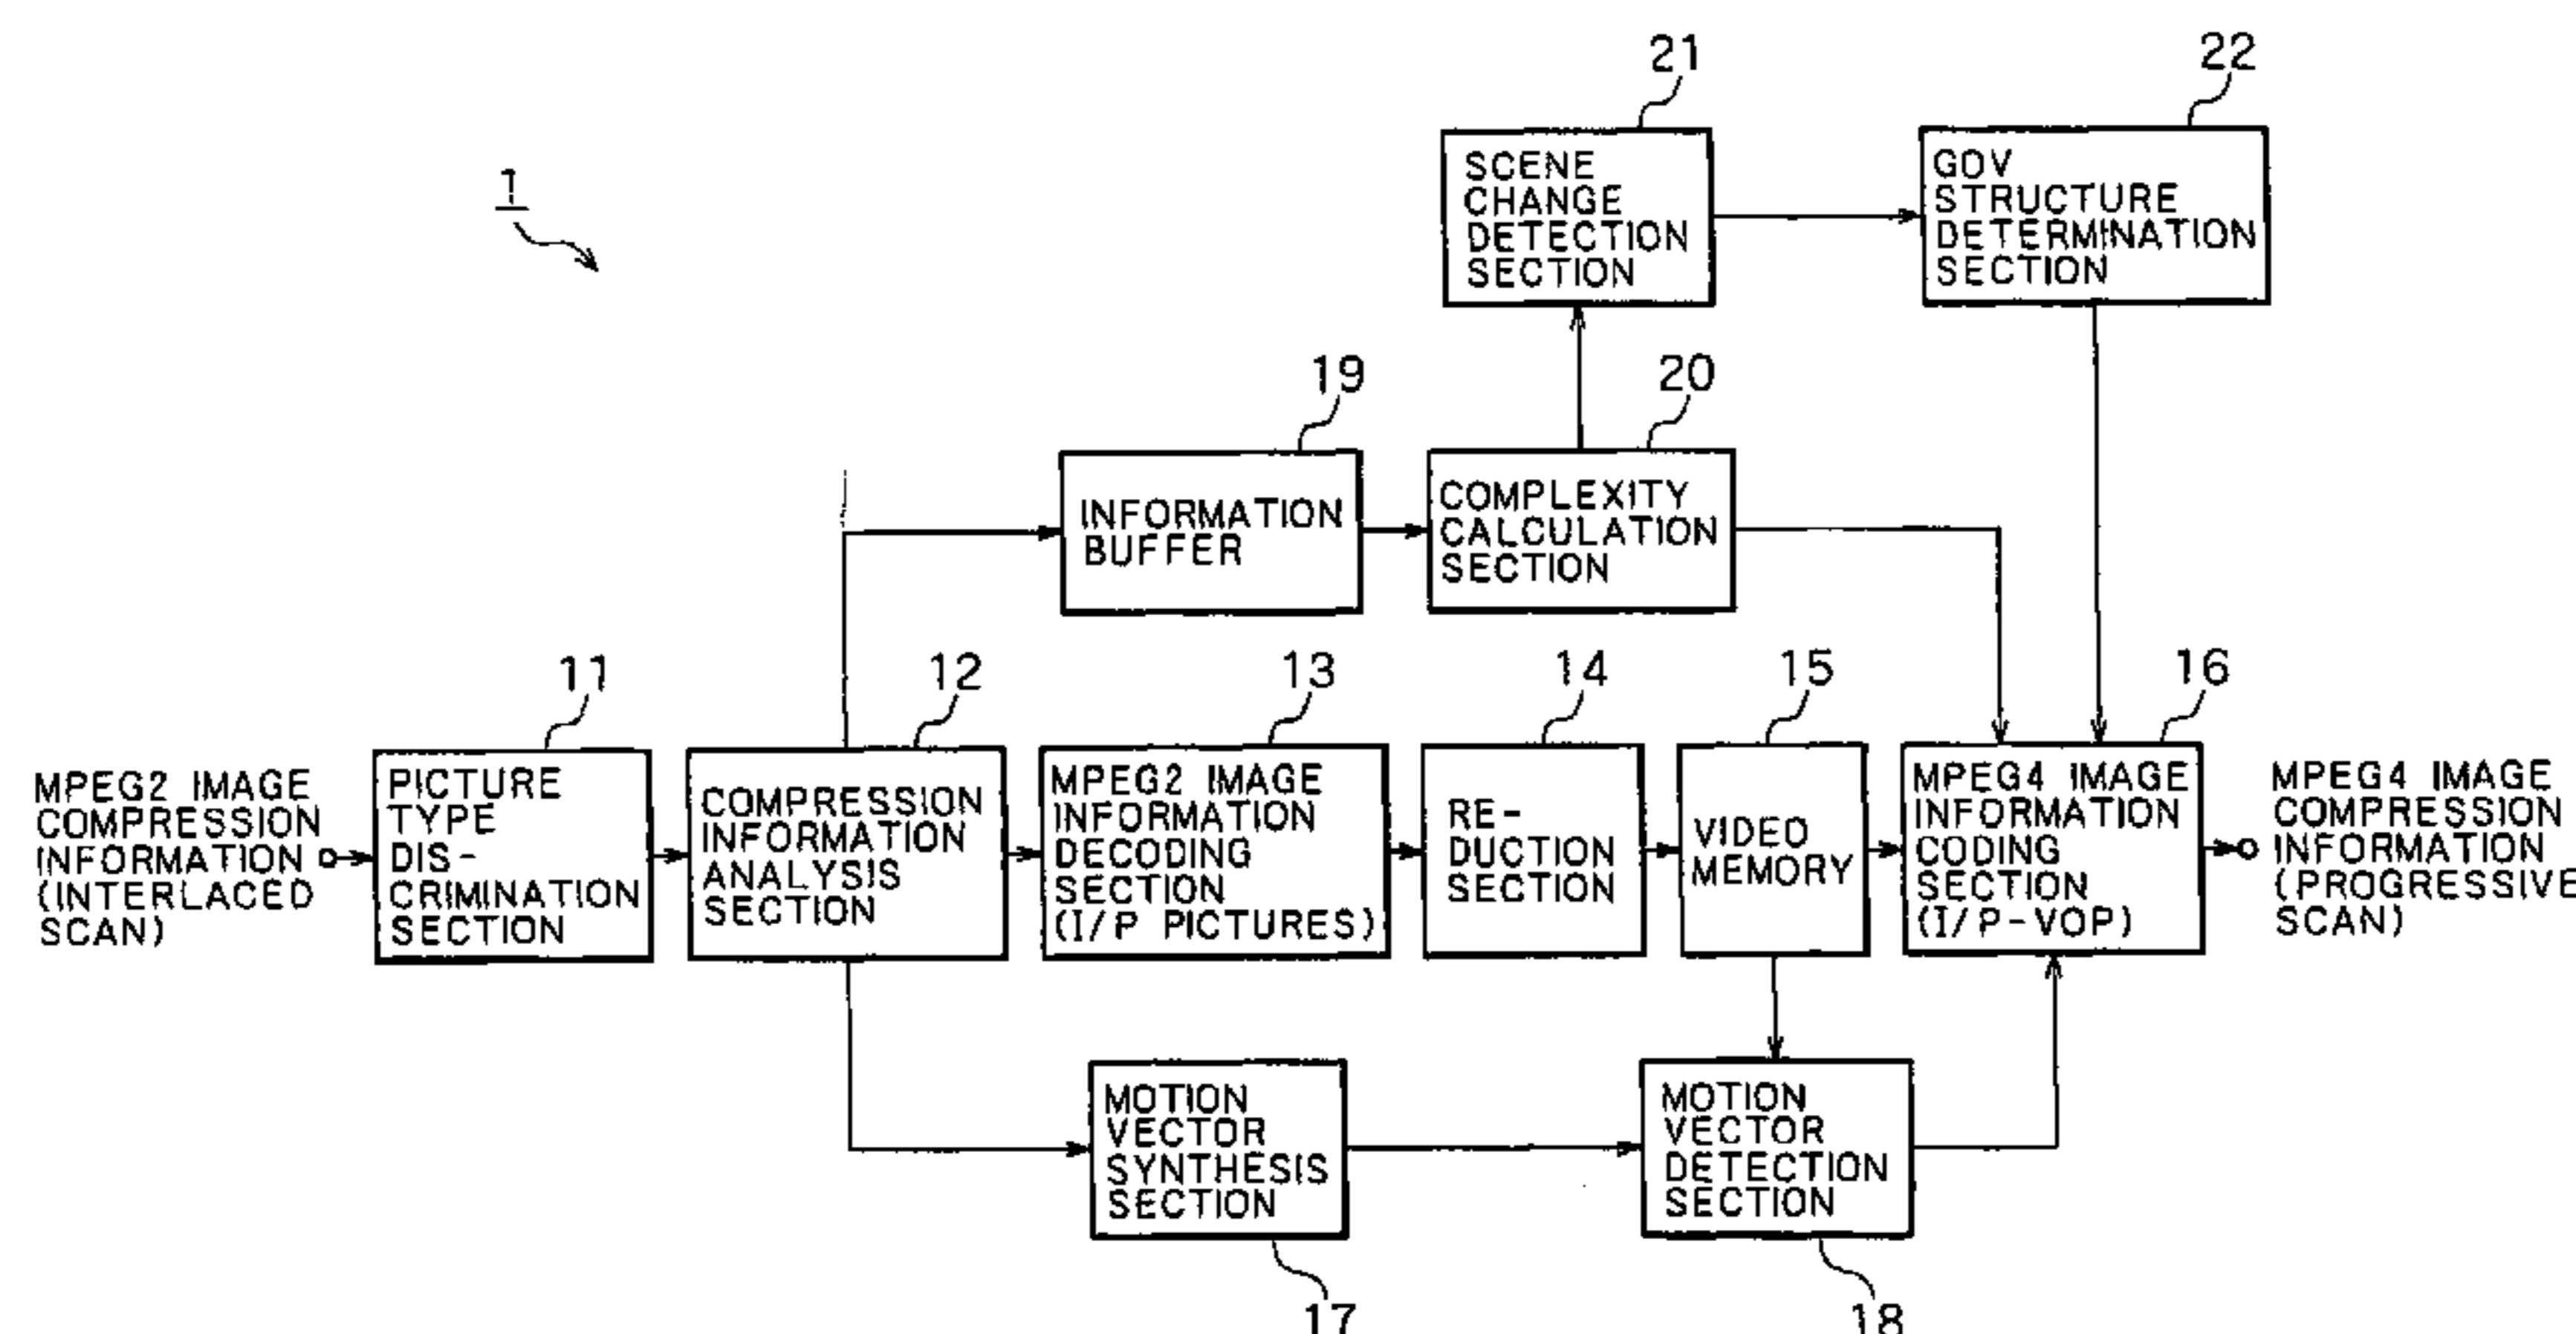 21
22
SCENE
CHANGE
DETECTION
SECTION
GOV
STRUCTURE
DETERMINATION
SECTION
1
19
20
INFORMATION
BUFFER
COMPLEXITY
CALCULATION
SECTION
11
12
13
14
15
16
MPEG2 IMAGE
COMPRESSION
INFORMATION
(INTERLACED
SCAN)
PICTURE
TYPE
DIS-
CRIMINATION
SECTION
COMPRESSION
INFORMATION
ANALYSIS
SECTION
MPEG2 IMAGE
INFORMATION
DECODING
SECTION
(I/P PICTURES)
RE-
DUCTION
SECTION
VIDEO
MEMORY
MPEG4 IMAGE
INFORMATION
CODING
SECTION
(I/P-VOP)
MPEG4 IMAGE
COMPRESSION
INFORMATION
(PROGRESSIVE
SCAN)
MOTION
VECTOR
SYNTHESIS
SECTION
MOTION
VECTOR
DETECTION
SECTION
17
18